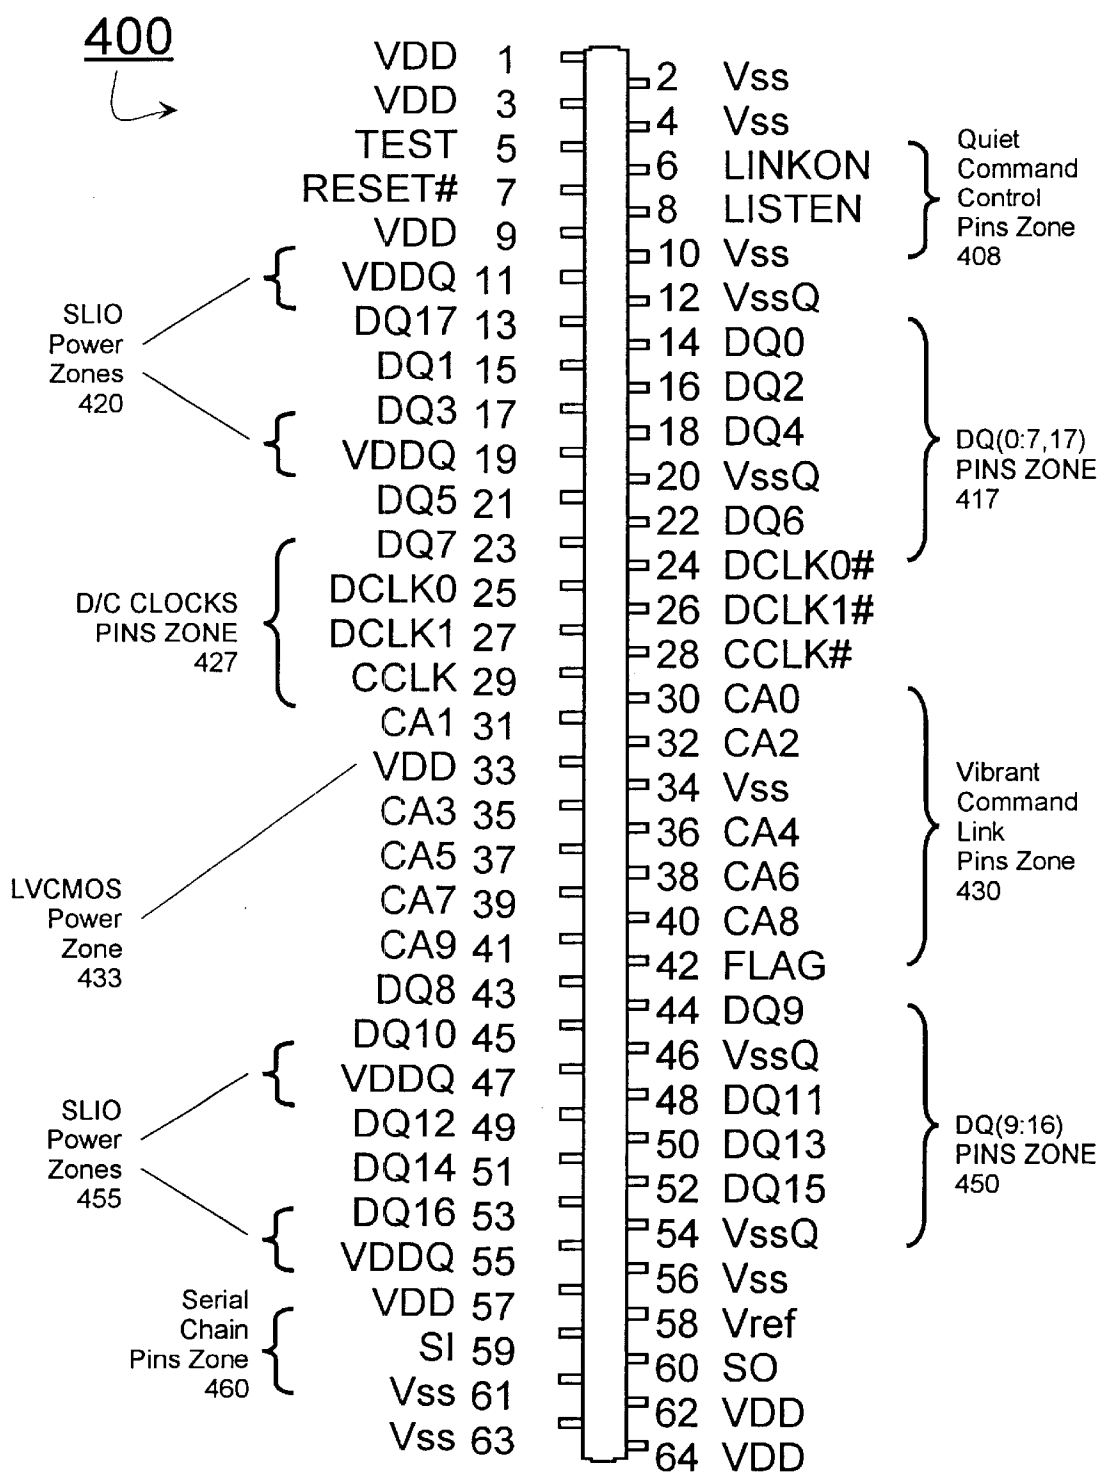 400
VDD 1
2 Vss
VDD 3
4 Vss
TEST 5
6 LINKON
RESET# 7
8 LISTEN
VDD 9
10 Vss
Quiet
Command
Control
Pins Zone
408
VDDQ 11
12 VssQ
DQ17 13
14 DQ0
DQ1 15
16 DQ2
DQ3 17
18 DQ4
VDDQ 19
20 VssQ
DQ5 21
22 DQ6
SLIO
Power
Zones
420
DQ(0:7,17)
PINS ZONE
417
DQ7 23
24 DCLK0#
DCLK0 25
26 DCLK1#
DCLK1 27
28 CCLK#
CCLK 29
30 CA0
D/C CLOCKS
PINS ZONE
427
CA1 31
32 CA2
VDD 33
34 Vss
CA3 35
36 CA4
CA5 37
38 CA6
CA7 39
40 CA8
CA9 41
42 FLAG
Vibrant
Command
Link
Pins Zone
430
LVCMOS
Power
Zone
433
DQ8 43
44 DQ9
DQ10 45
46 VssQ
VDDQ 47
48 DQ11
DQ12 49
50 DQ13
DQ14 51
52 DQ15
DQ16 53
54 VssQ
VDDQ 55
56 Vss
SLIO
Power
Zones
455
DQ(9:16)
PINS ZONE
450
VDD 57
58 Vref
SI 59
60 SO
Vss 61
62 VDD
Vss 63
64 VDD
Serial
Chain
Pins Zone
460